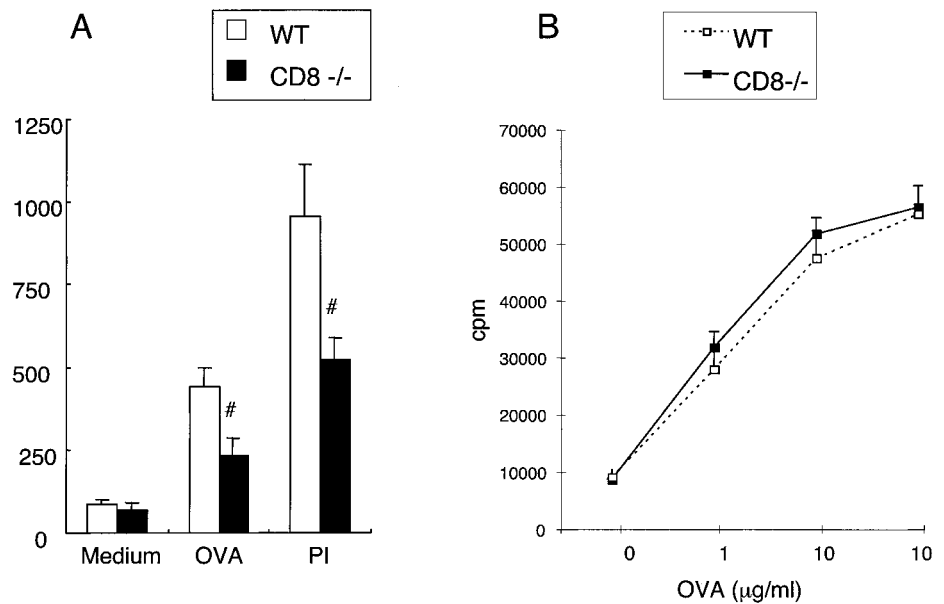 A
WT
CD8 -/-
1250
1000
750
500
250
0
#
#
Medium OVA PI
B
WT
CD8-/-
70000
60000
50000
40000
30000
20000
10000
0
cpm
0 1 10 10
OVA (μg/ml)